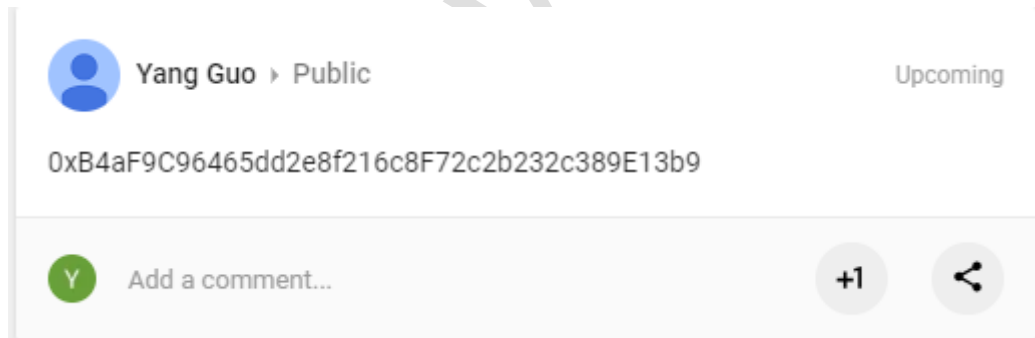 Yang Guo ▸ Public
Upcoming
0xB4aF9C96465dd2e8f216c8F72c2b232c389E13b9
Y
Add a comment...
+1